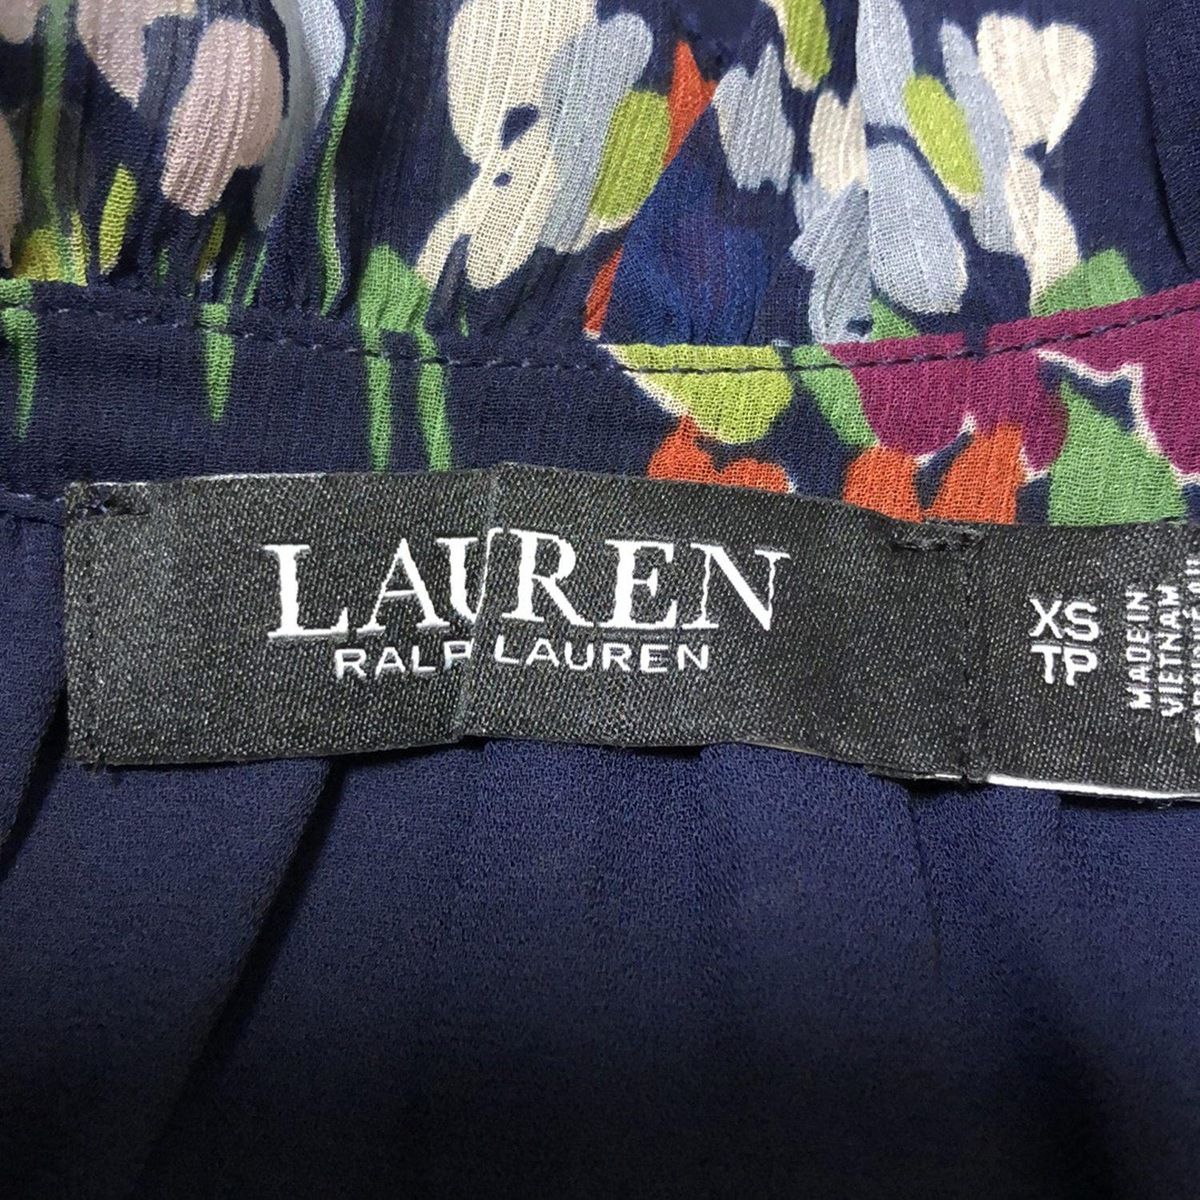 LAUREN
RALPH LAUREN
XS
TP
MADE IN
VIETNAM